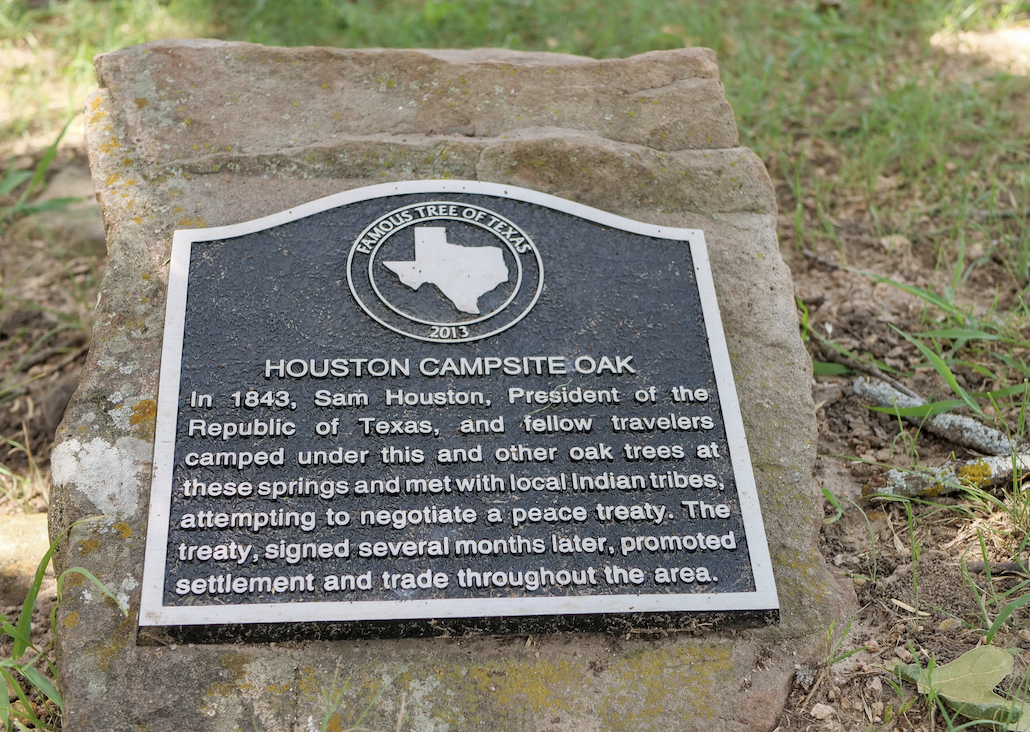 FAMOUS TREE OF TEXAS
2013
HOUSTON CAMPSITE OAK
In 1843, Sam Houston, President of the
Republic of Texas, and fellow travelers
camped under this and other oak trees at
these springs and met with local Indian tribes,
attempting to negotiate a peace treaty. The
treaty, signed several months later, promoted
settlement and trade throughout the area.